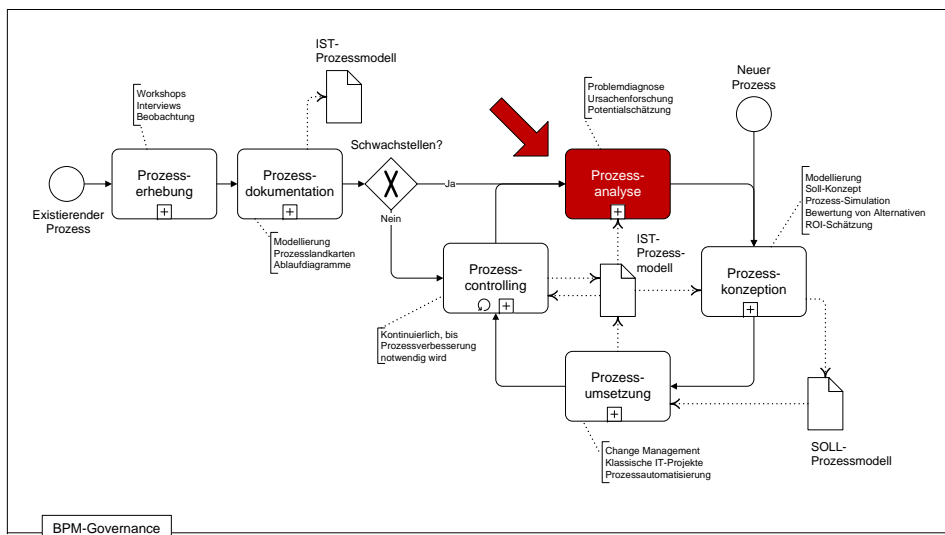 IST-
Prozessmodell
Workshops
Interviews
Beobachtung
Problemdiagnose
Ursachenforschung
Potentialschätzung
Neuer
Prozess
Schwachstellen?
Prozess-
erhebung
Prozess-
dokumentation
Ja
Prozess-
analyse
Modellierung
Soll-Konzept
Prozess-Simulation
Bewertung von Alternativen
ROI-Schätzung
Existierender
Prozess
Nein
Modellierung
Prozesslandkarten
Ablaufdiagramme
Prozess-
controlling
IST-
Prozess-
modell
Prozess-
konzeption
Kontinuierlich, bis
Prozessverbesserung
notwendig wird
Prozess-
umsetzung
SOLL-
Prozessmodell
Change Management
Klassische IT-Projekte
Prozessautomatisierung
BPM-Governance